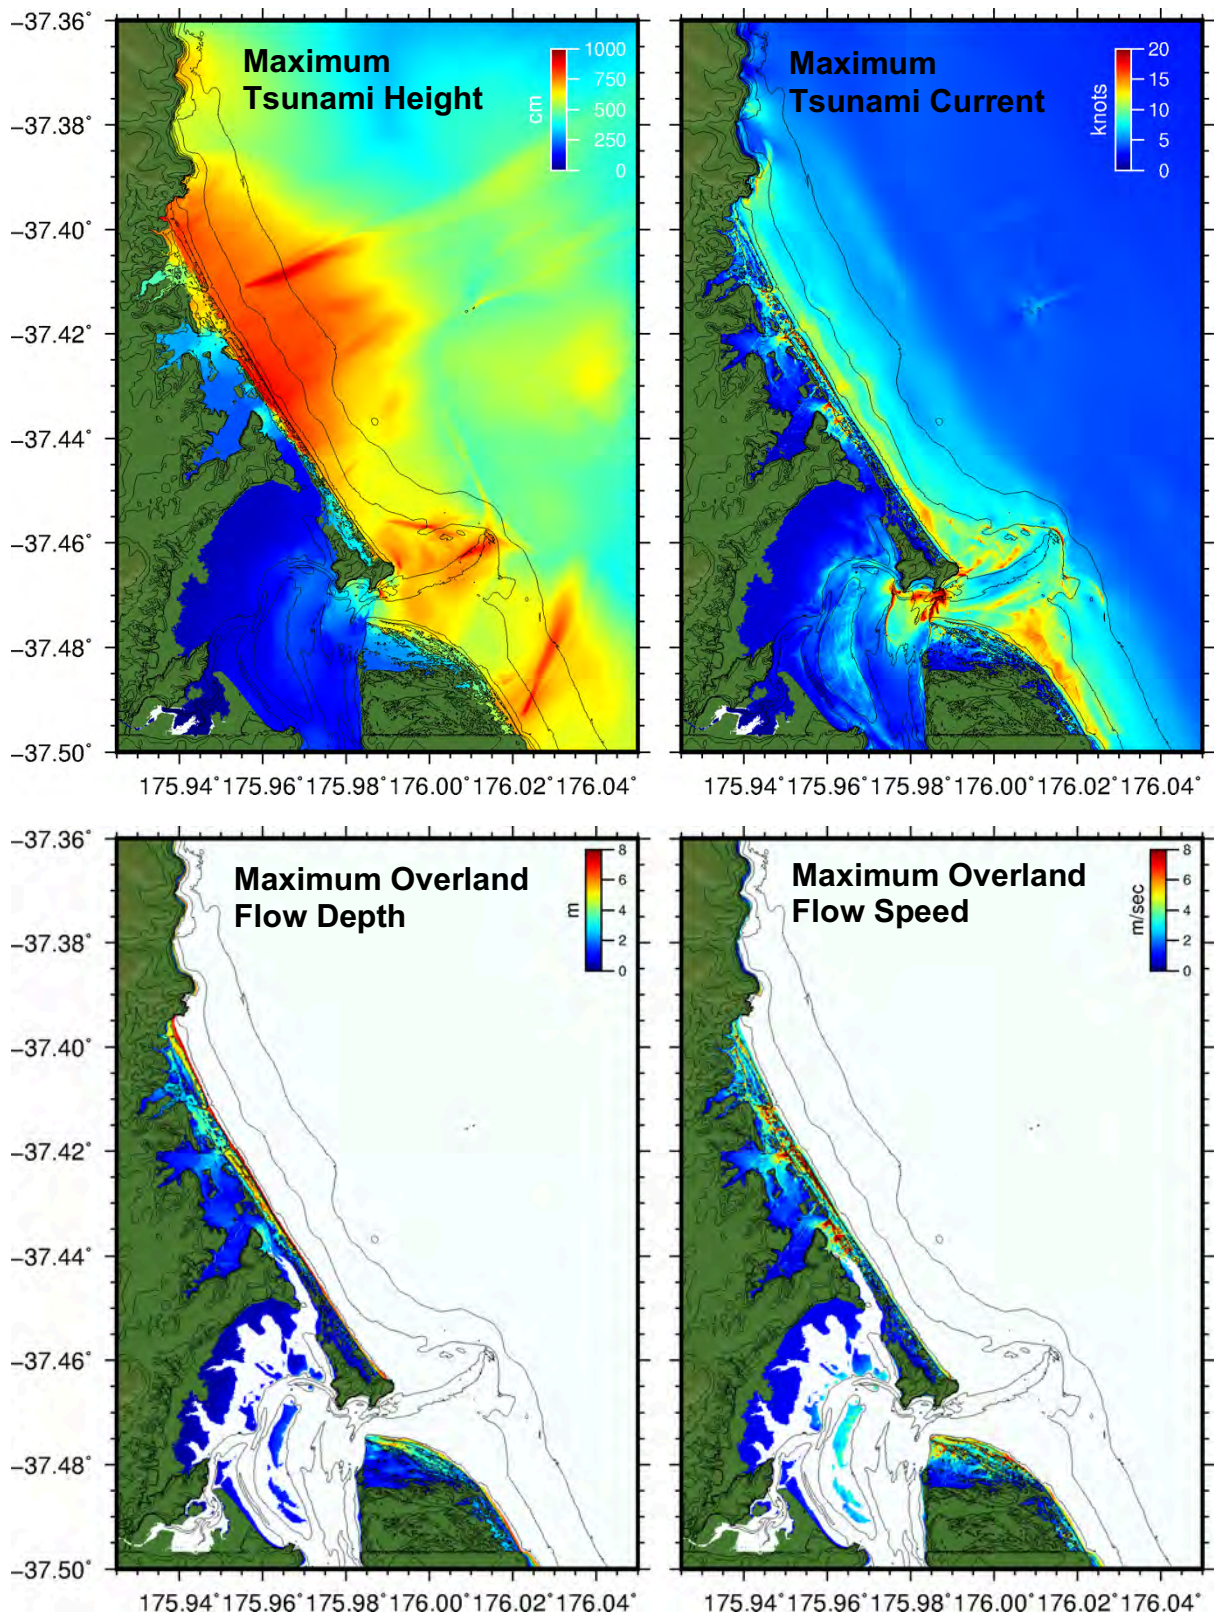 −37.36˚
−37.38˚
−37.40˚
−37.42˚
−37.44˚
−37.46˚
−37.48˚
−37.50˚
Maximum
Tsunami Height
cm
1000
750
500
250
0
175.94˚ 175.96˚ 175.98˚ 176.00˚ 176.02˚ 176.04˚
Maximum
Tsunami Current
knots
20
15
10
5
0
175.94˚ 175.96˚ 175.98˚ 176.00˚ 176.02˚ 176.04˚
−37.36˚
−37.38˚
−37.40˚
−37.42˚
−37.44˚
−37.46˚
−37.48˚
−37.50˚
Maximum Overland
Flow Depth
m
8
6
4
2
0
175.94˚ 175.96˚ 175.98˚ 176.00˚ 176.02˚ 176.04˚
Maximum Overland
Flow Speed
m/sec
8
6
4
2
0
175.94˚ 175.96˚ 175.98˚ 176.00˚ 176.02˚ 176.04˚